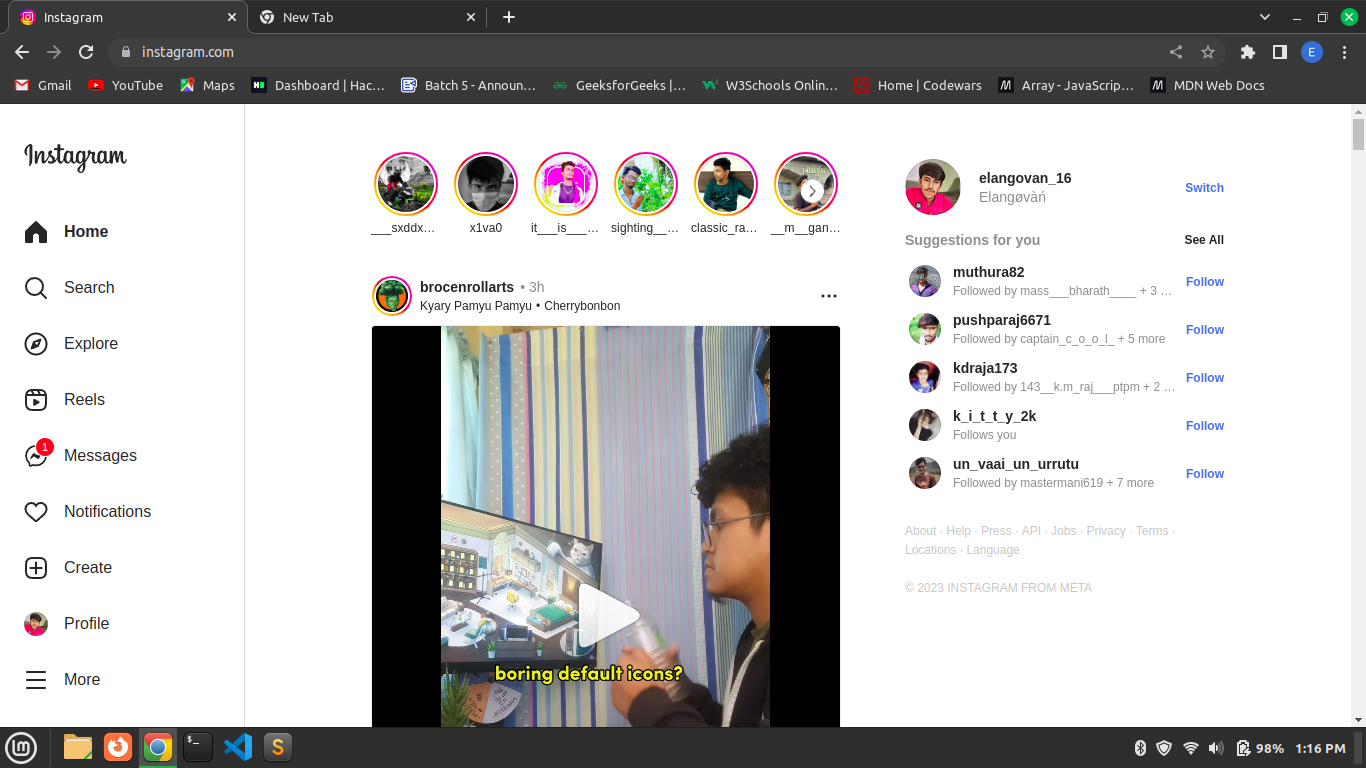 Instagram
New Tab
instagram.com
E
Gmail
YouTube
Maps
Dashboard | Hac…
Batch 5 - Announ…
GeeksforGeeks |…
W3Schools Onlin…
Home | Codewars
Array - JavaScrip…
MDN Web Docs
Instagram
Home
Search
Explore
Reels
1
Messages
Notifications
Create
Profile
More
___sxddx…
x1va0
it___is___…
sighting__…
classic_ra…
__m__gan…
brocenrollarts • 3h
Kyary Pamyu Pamyu • Cherrybonbon
boring default icons?
elangovan_16
Elangøvàń
Switch
Suggestions for you
See All
muthura82
Followed by mass___bharath____ + 3 …
Follow
pushparaj6671
Followed by captain_c_o_o_l_ + 5 more
Follow
kdraja173
Followed by 143__k.m_raj___ptpm + 2 …
Follow
k_i_t_t_y_2k
Follows you
Follow
un_vaai_un_urrutu
Followed by mastermani619 + 7 more
Follow
About · Help · Press · API · Jobs · Privacy · Terms ·
Locations · Language
© 2023 INSTAGRAM FROM META
98%
1:16 PM